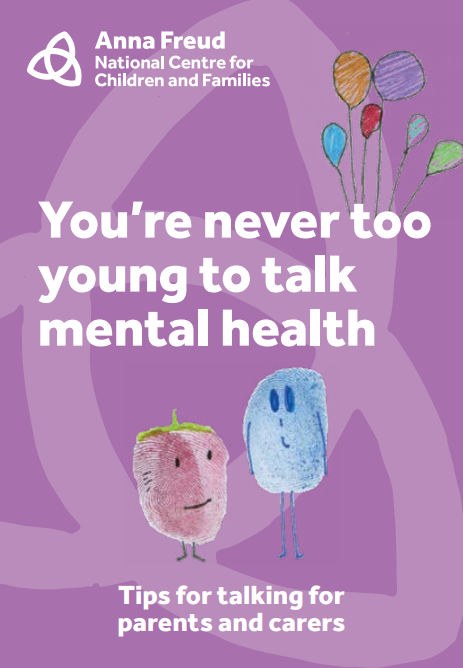 Anna Freud
National Centre for
Children and Families
You're never too
young to talk
mental health
Tips for talking for
parents and carers